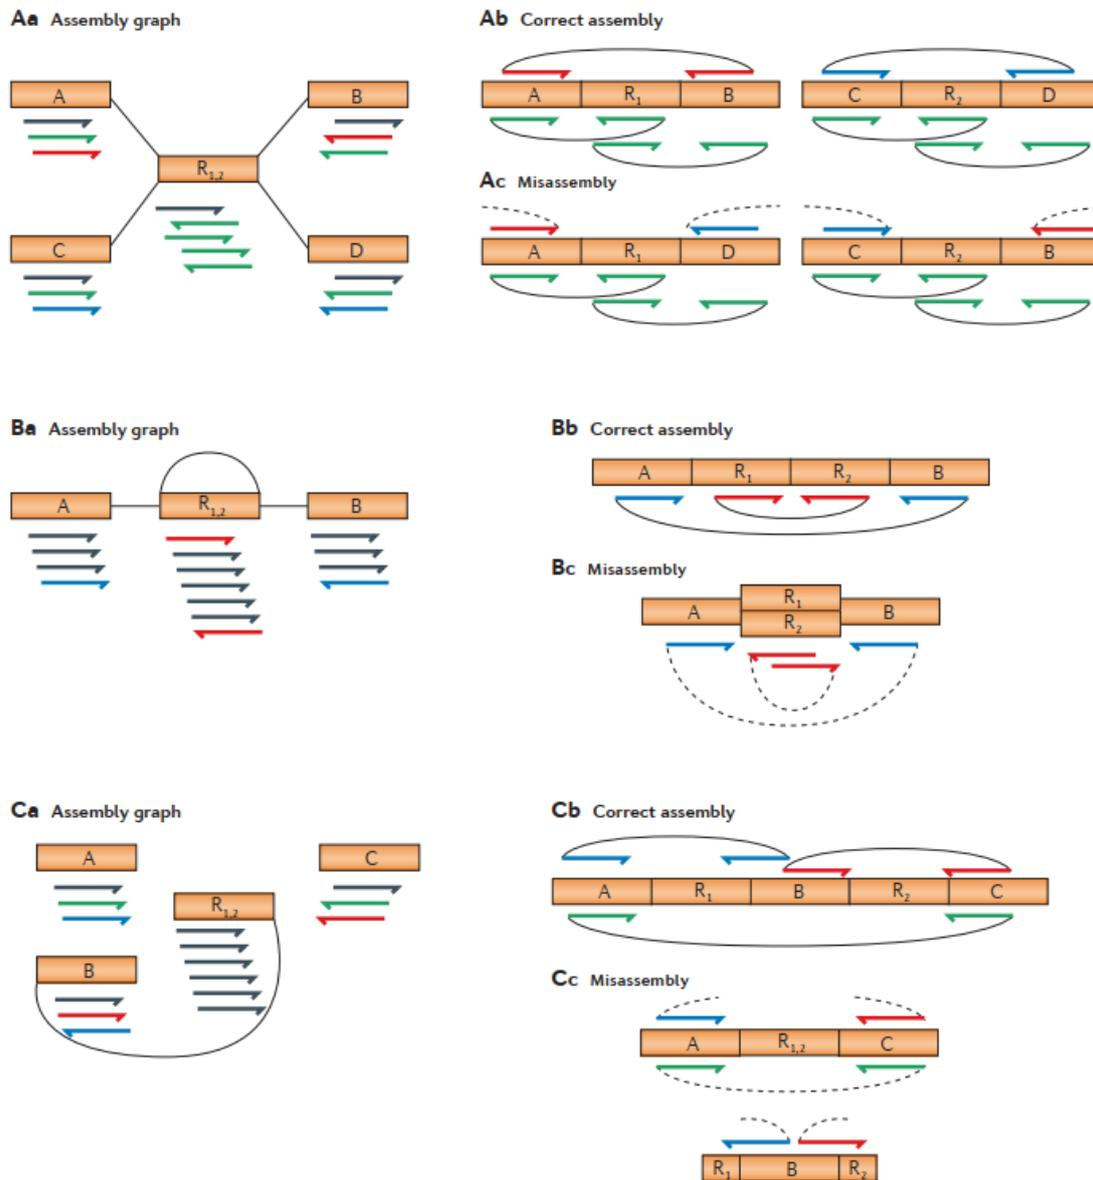 Aa Assembly graph
A
B
R1,2
C
D
Ab Correct assembly
A R1 B C R2 D
Ac Misassembly
A R1 D C R2 B
Ba Assembly graph
A R1,2 B
Bb Correct assembly
A R1 R2 B
Bc Misassembly
A R1 B
R2
Ca Assembly graph
A
C
R1,2
B
Cb Correct assembly
A R1 B R2 C
Cc Misassembly
A R1,2 C
R1 B R2